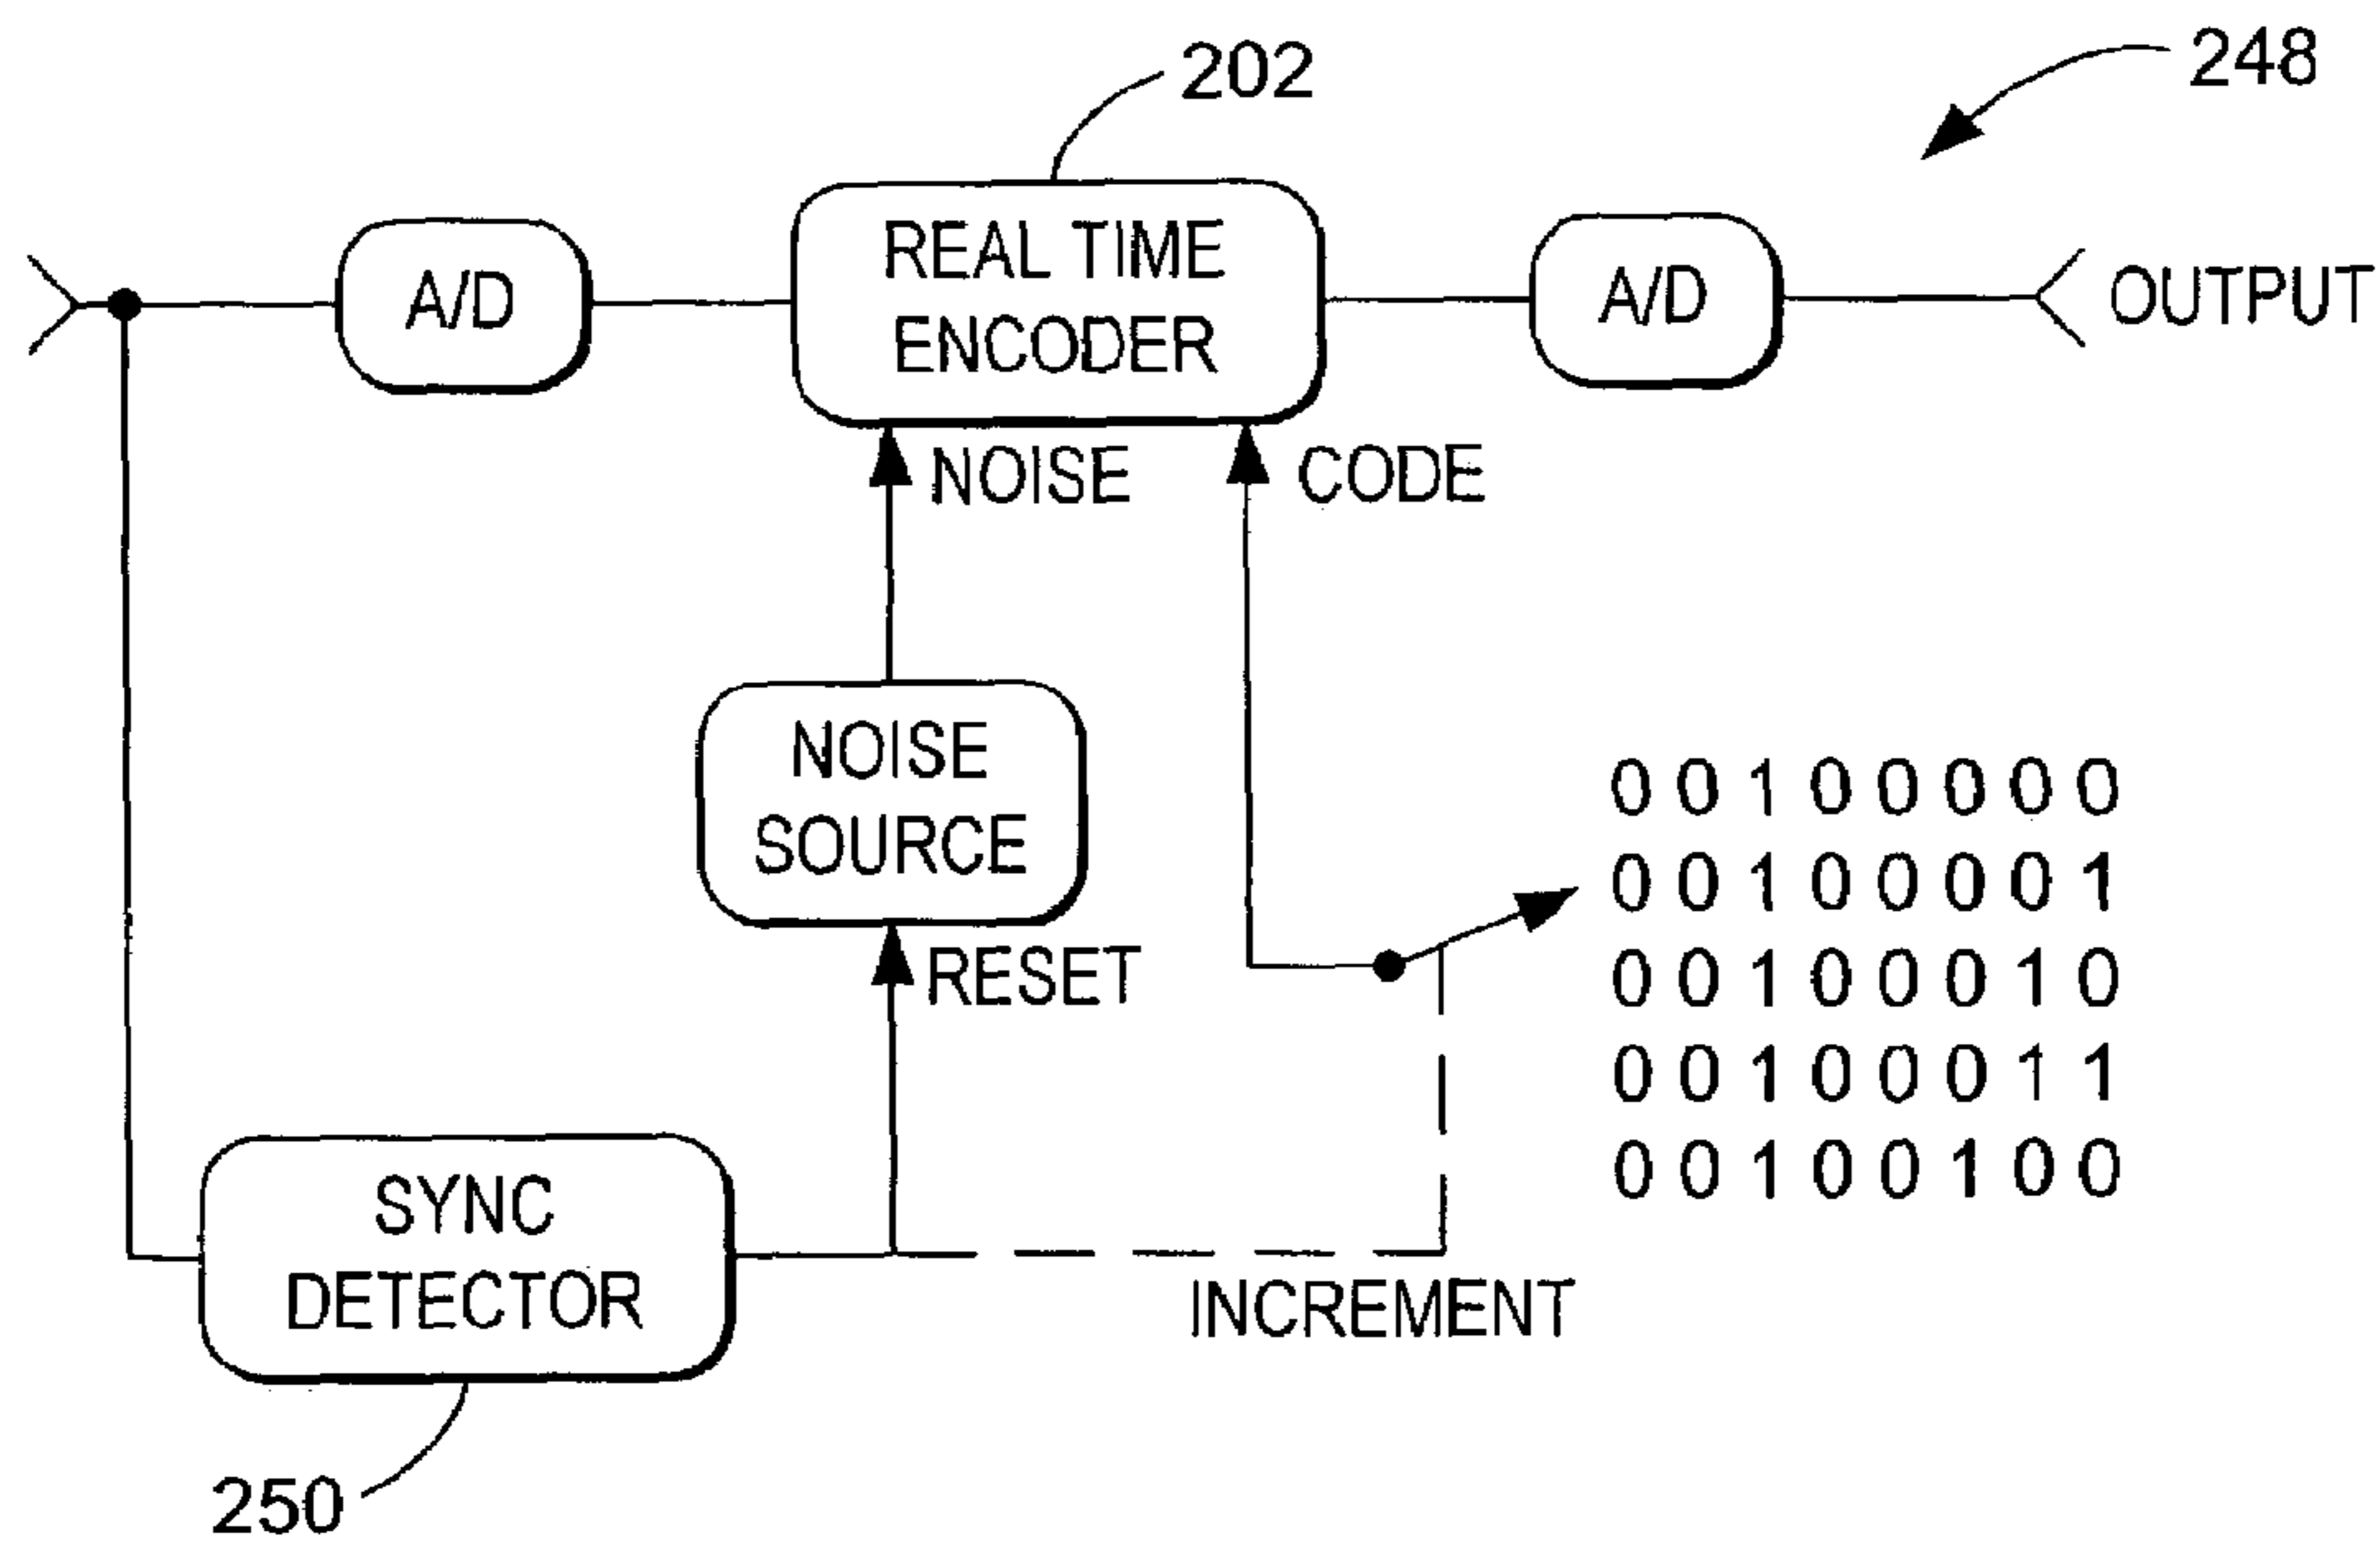 202
248
REAL TIME
ENCODER
A/D
A/D
OUTPUT
NOISE
CODE
NOISE
SOURCE
0 0 1 0 0 0 0 0
0 0 1 0 0 0 0 1
RESET
0 0 1 0 0 0 1 0
0 0 1 0 0 0 1 1
0 0 1 0 0 1 0 0
SYNC
DETECTOR
INCREMENT
250